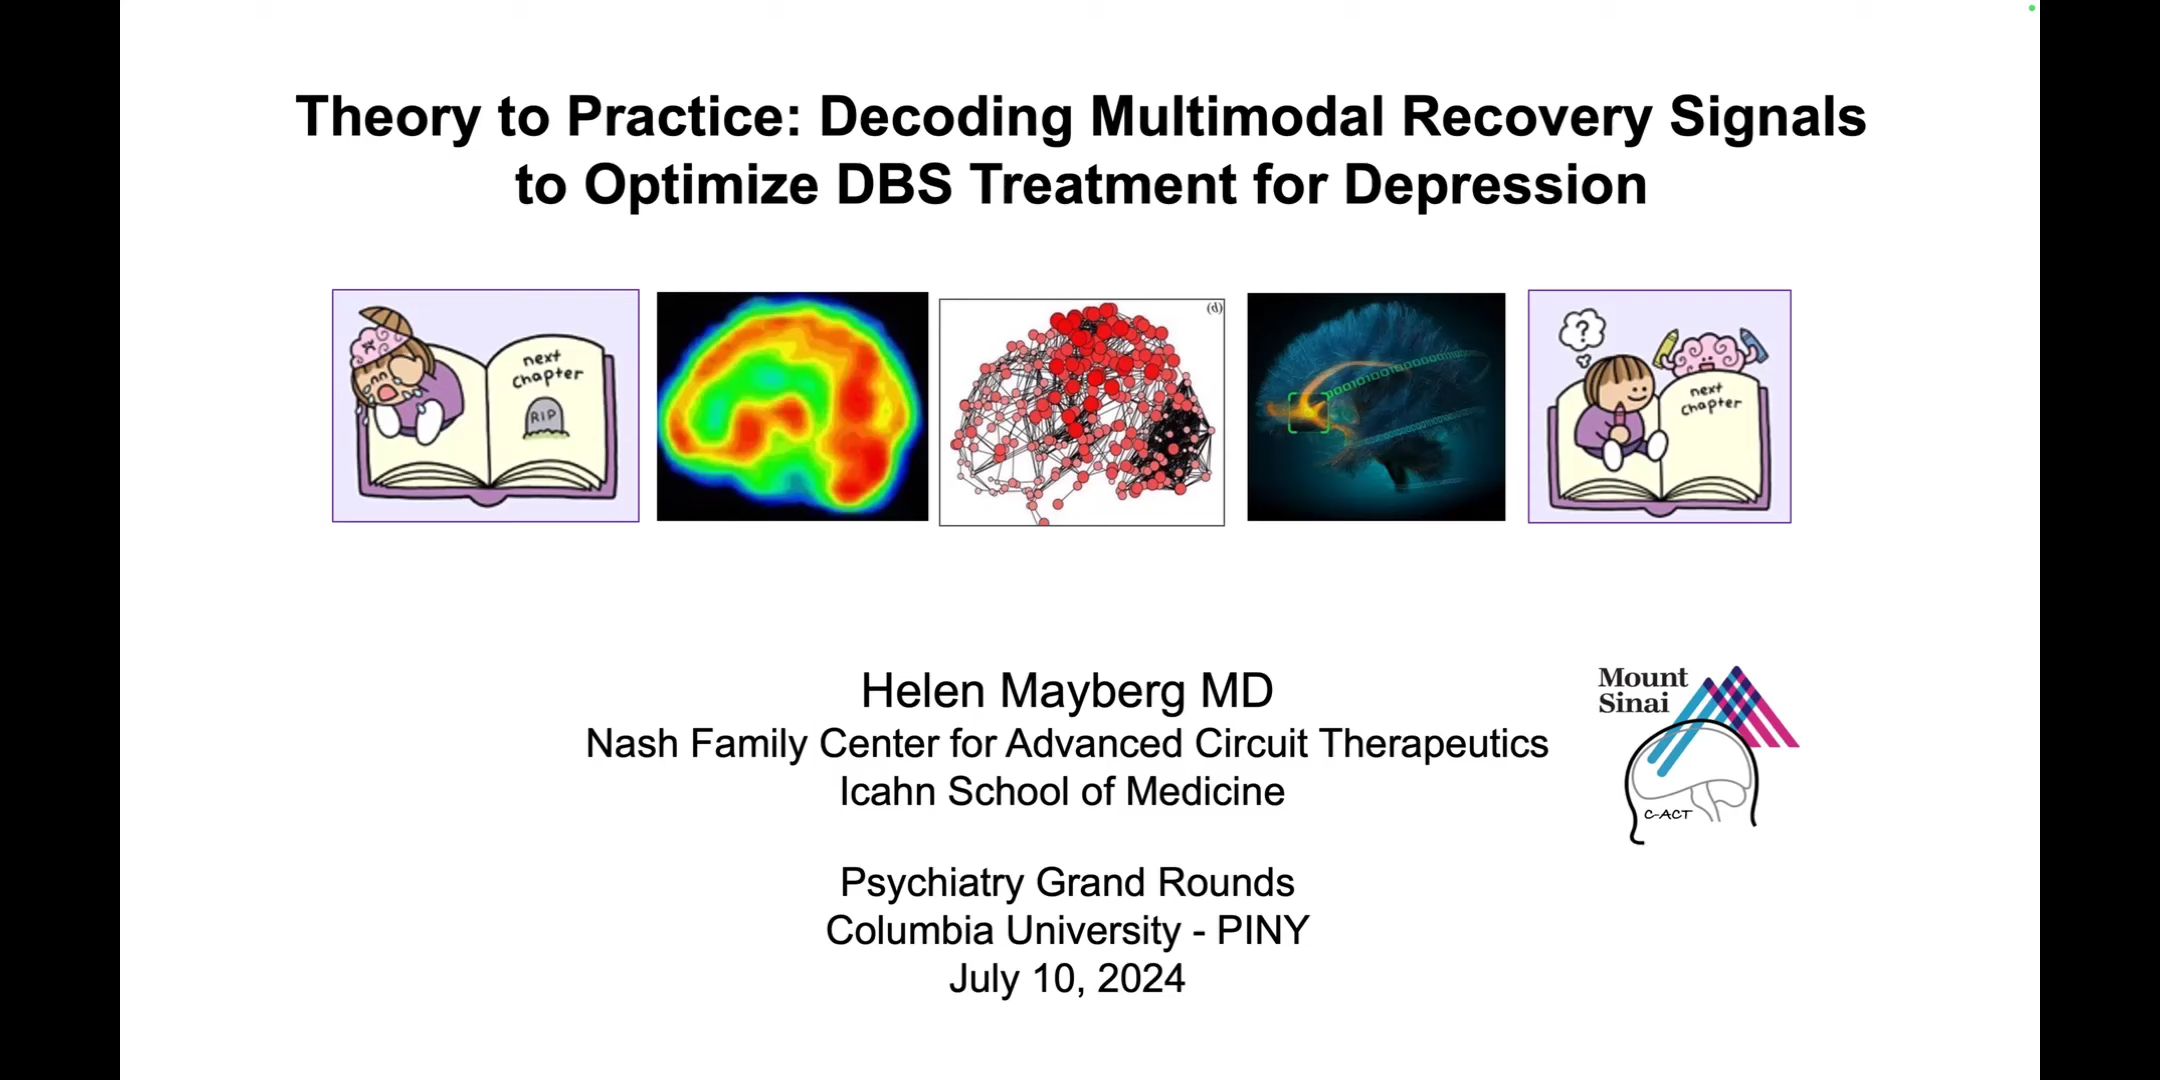 Theory to Practice: Decoding Multimodal Recovery Signals
to Optimize DBS Treatment for Depression
next
chapter
RIP
(d)
?
next
chapter
Helen Mayberg MD
Nash Family Center for Advanced Circuit Therapeutics
Icahn School of Medicine
Mount
Sinai
C-ACT
Psychiatry Grand Rounds
Columbia University - PINY
July 10, 2024